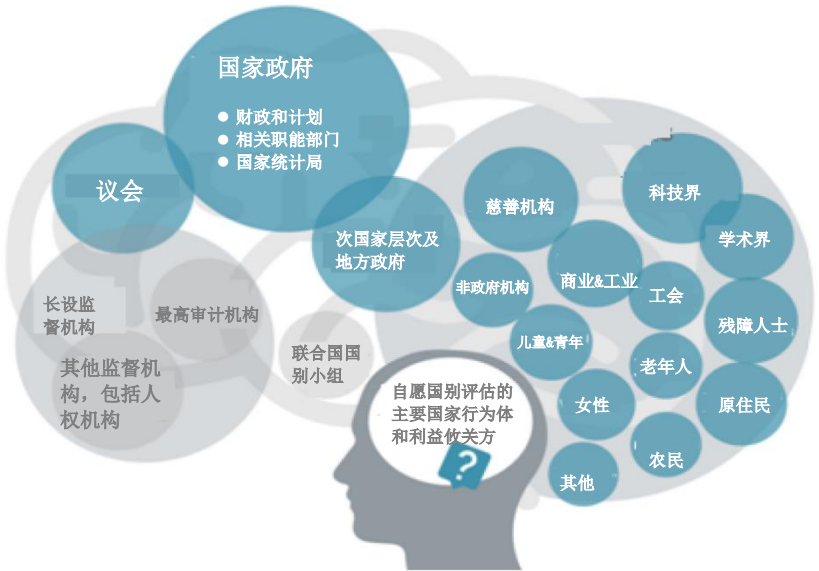 国家政府
● 财政和计划
● 相关职能部门
● 国家统计局
议会
次国家层次及
地方政府
长设监
督机构
最高审计机构
其他监督机
构，包括人
权机构
联合国国
别小组
自愿国别评估的
主要国家行为体
和利益攸关方
?
慈善机构
科技界
学术界
非政府机构
商业&工业
工会
残障人士
儿童&青年
老年人
女性
原住民
农民
其他